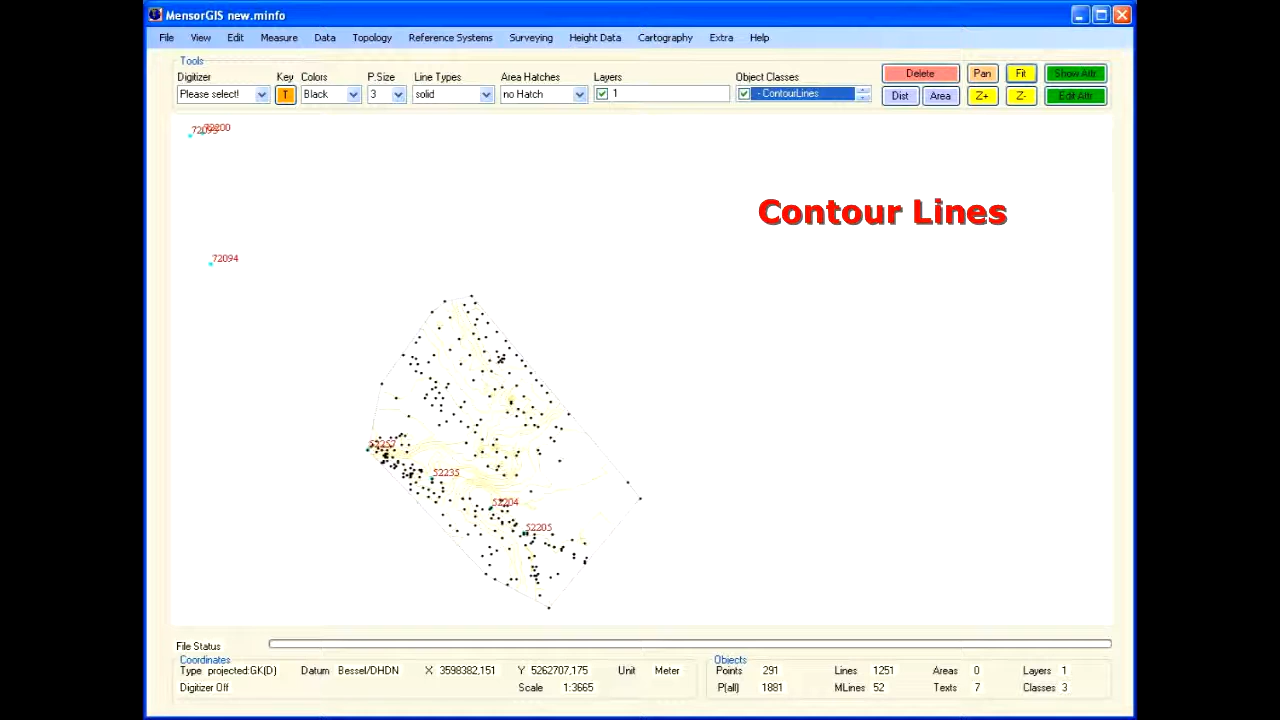 MensorGIS new.minfo
File View Edit Measure Data Topology Reference Systems Surveying Height Data Cartography Extra Help
Tools
Digitizer Key Colors P.Size Line Types Area Hatches Layers Object Classes Delete Pan Fit Show Attr
Please select! T Black 3 solid no Hatch 1 - ContourLines Dist Area Z+ Z- Edit Attr
72200
Contour Lines
72094
52257
52235
52204
52205
File Status
Coordinates Objects
Type projected:GK(D) Datum Bessel/DHDN X 3598382,151 Y 5262707,175 Unit Meter Points 291 Lines 1251 Areas 0 Layers 1
Digitizer Off Scale 1:3665 P(all) 1881 MLines 52 Texts 7 Classes 3